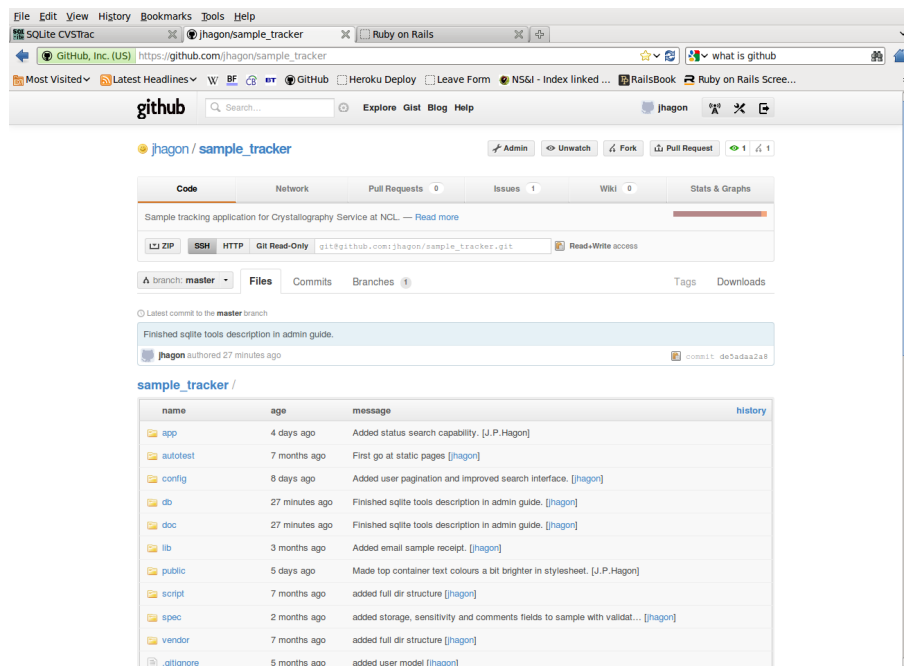 File Edit View History Bookmarks Tools Help
SQLite CVSTrac jhagon/sample_tracker Ruby on Rails
GitHub, Inc. (US) https://github.com/jhagon/sample_tracker what is github
Most Visited Latest Headlines W BF CB BT GitHub Heroku Deploy Leave Form NS&I - Index linked ... RailsBook Ruby on Rails Scree...
github Search... Explore Gist Blog Help jhagon
jhagon / sample_tracker Admin Unwatch Fork Pull Request 1 1
Code Network Pull Requests 0 Issues 1 Wiki 0 Stats & Graphs
Sample tracking application for Crystallography Service at NCL. — Read more
ZIP SSH HTTP Git Read-Only git@github.com:jhagon/sample_tracker.git Read+Write access
branch: master Files Commits Branches 1 Tags Downloads
Latest commit to the master branch
Finished sqlite tools description in admin guide.
jhagon authored 27 minutes ago commit de5adaa2a8
sample_tracker /
name age message history
app 4 days ago Added status search capability. [J.P.Hagon]
autotest 7 months ago First go at static pages [jhagon]
config 8 days ago Added user pagination and improved search interface. [jhagon]
db 27 minutes ago Finished sqlite tools description in admin guide. [jhagon]
doc 27 minutes ago Finished sqlite tools description in admin guide. [jhagon]
lib 3 months ago Added email sample receipt. [jhagon]
public 5 days ago Made top container text colours a bit brighter in stylesheet. [J.P.Hagon]
script 7 months ago added full dir structure [jhagon]
spec 2 months ago added storage, sensitivity and comments fields to sample with validat... [jhagon]
vendor 7 months ago added full dir structure [jhagon]
.gitignore 5 months ago added user model [jhagon]